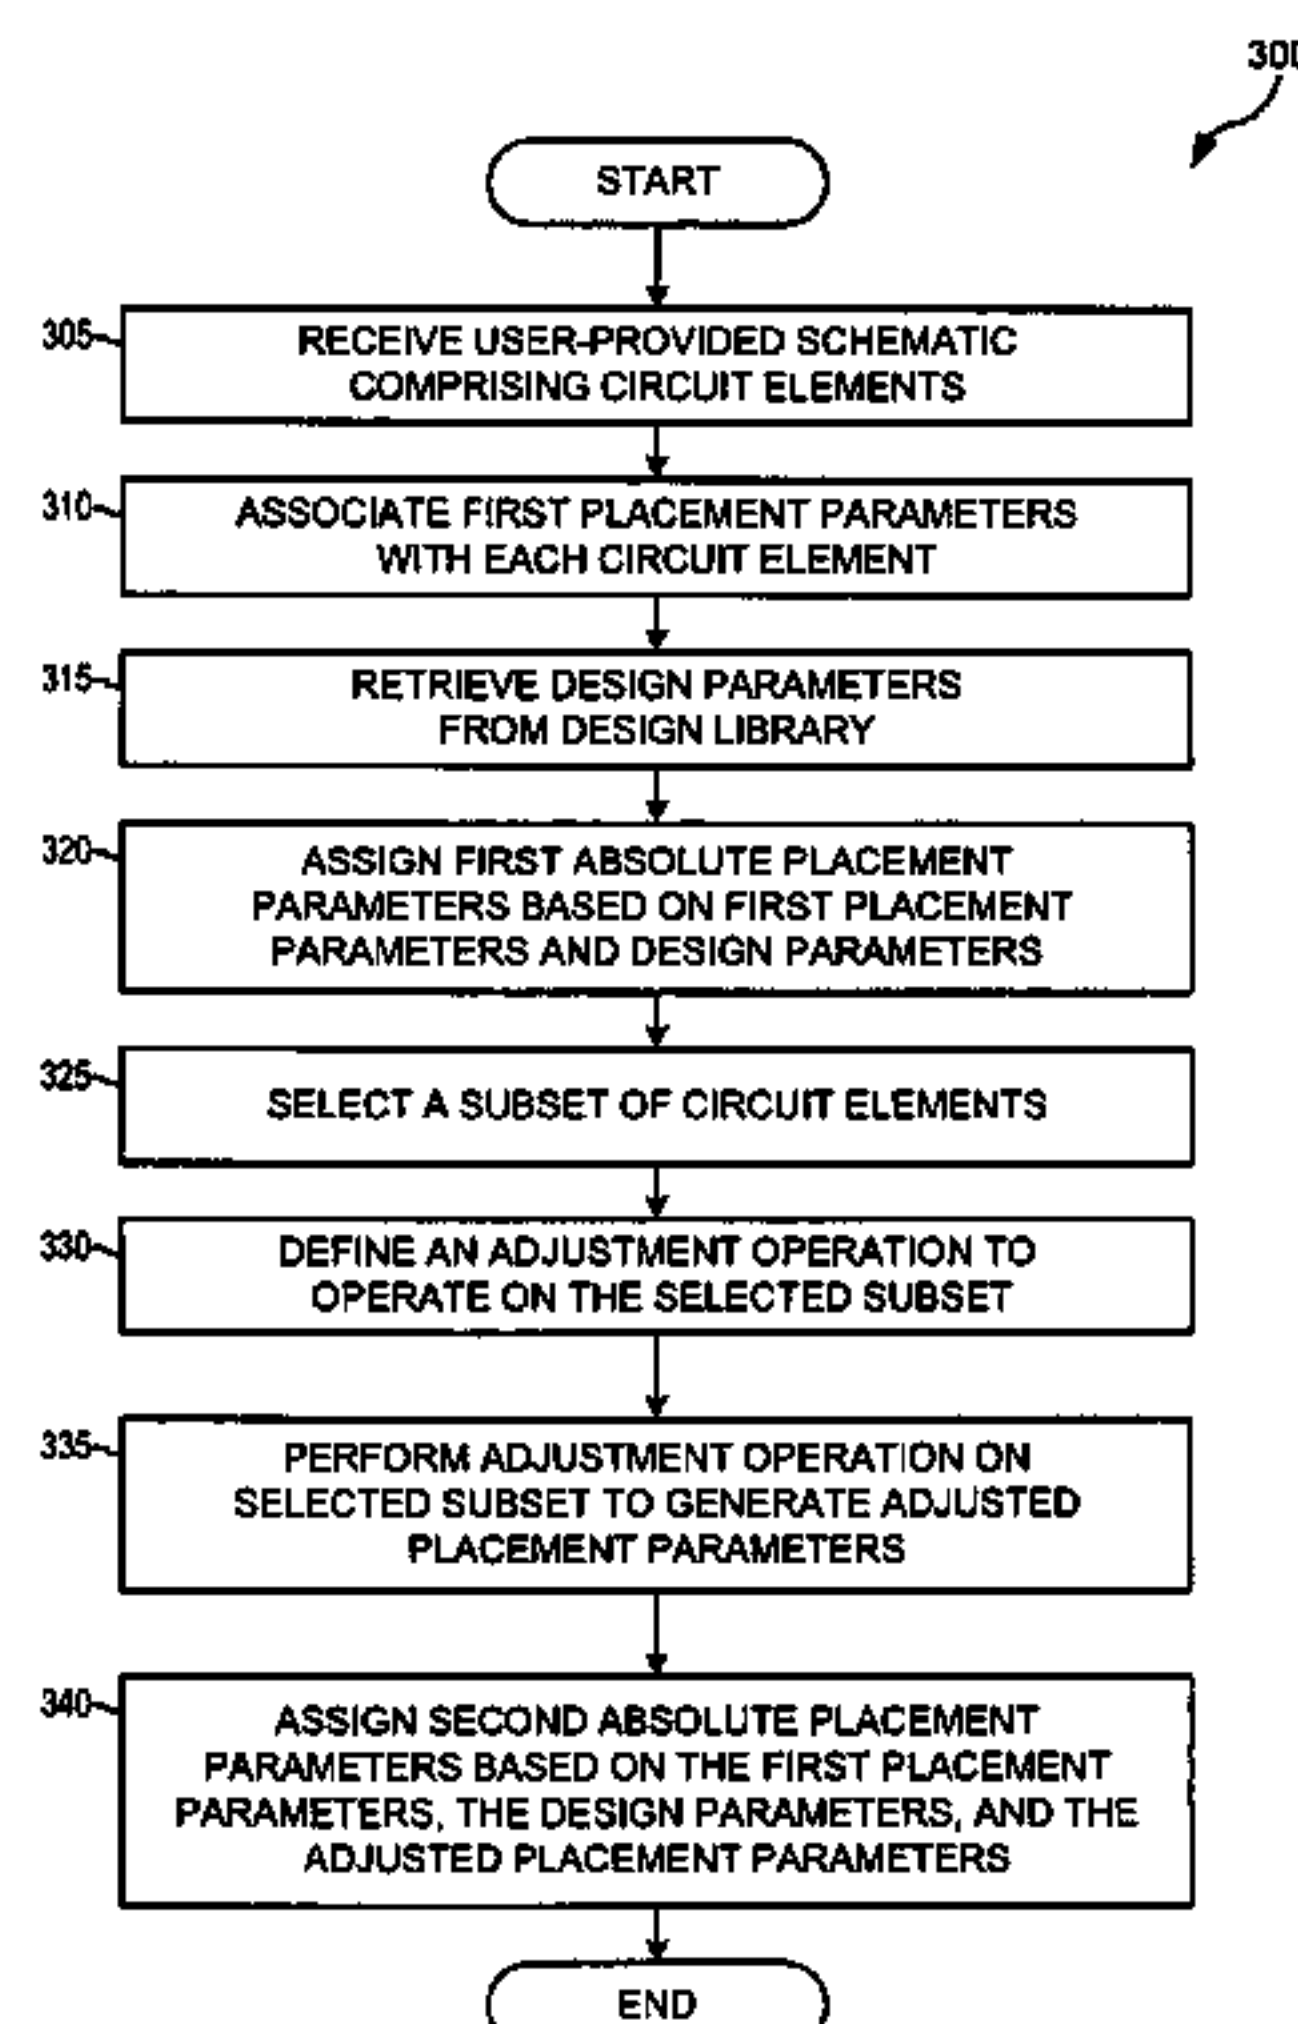 START
305
RECEIVE USER-PROVIDED SCHEMATIC
COMPRISING CIRCUIT ELEMENTS
310
ASSOCIATE FIRST PLACEMENT PARAMETERS
WITH EACH CIRCUIT ELEMENT
315
RETRIEVE DESIGN PARAMETERS
FROM DESIGN LIBRARY
320
ASSIGN FIRST ABSOLUTE PLACEMENT
PARAMETERS BASED ON FIRST PLACEMENT
PARAMETERS AND DESIGN PARAMETERS
325
SELECT A SUBSET OF CIRCUIT ELEMENTS
330
DEFINE AN ADJUSTMENT OPERATION TO
OPERATE ON THE SELECTED SUBSET
335
PERFORM ADJUSTMENT OPERATION ON
SELECTED SUBSET TO GENERATE ADJUSTED
PLACEMENT PARAMETERS
340
ASSIGN SECOND ABSOLUTE PLACEMENT
PARAMETERS BASED ON THE FIRST PLACEMENT
PARAMETERS, THE DESIGN PARAMETERS, AND THE
ADJUSTED PLACEMENT PARAMETERS
END